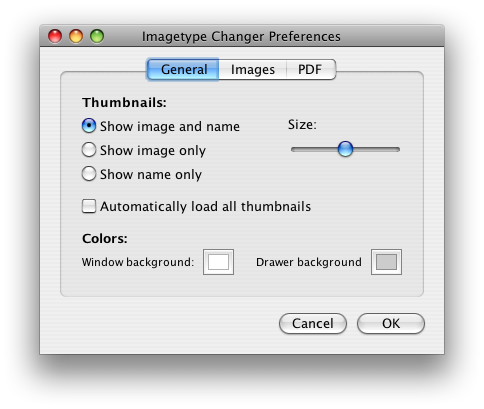 Imagetype Changer Preferences
General Images PDF
Thumbnails:
Show image and name Size:
Show image only
Show name only
Automatically load all thumbnails
Colors:
Window background: Drawer background
Cancel OK